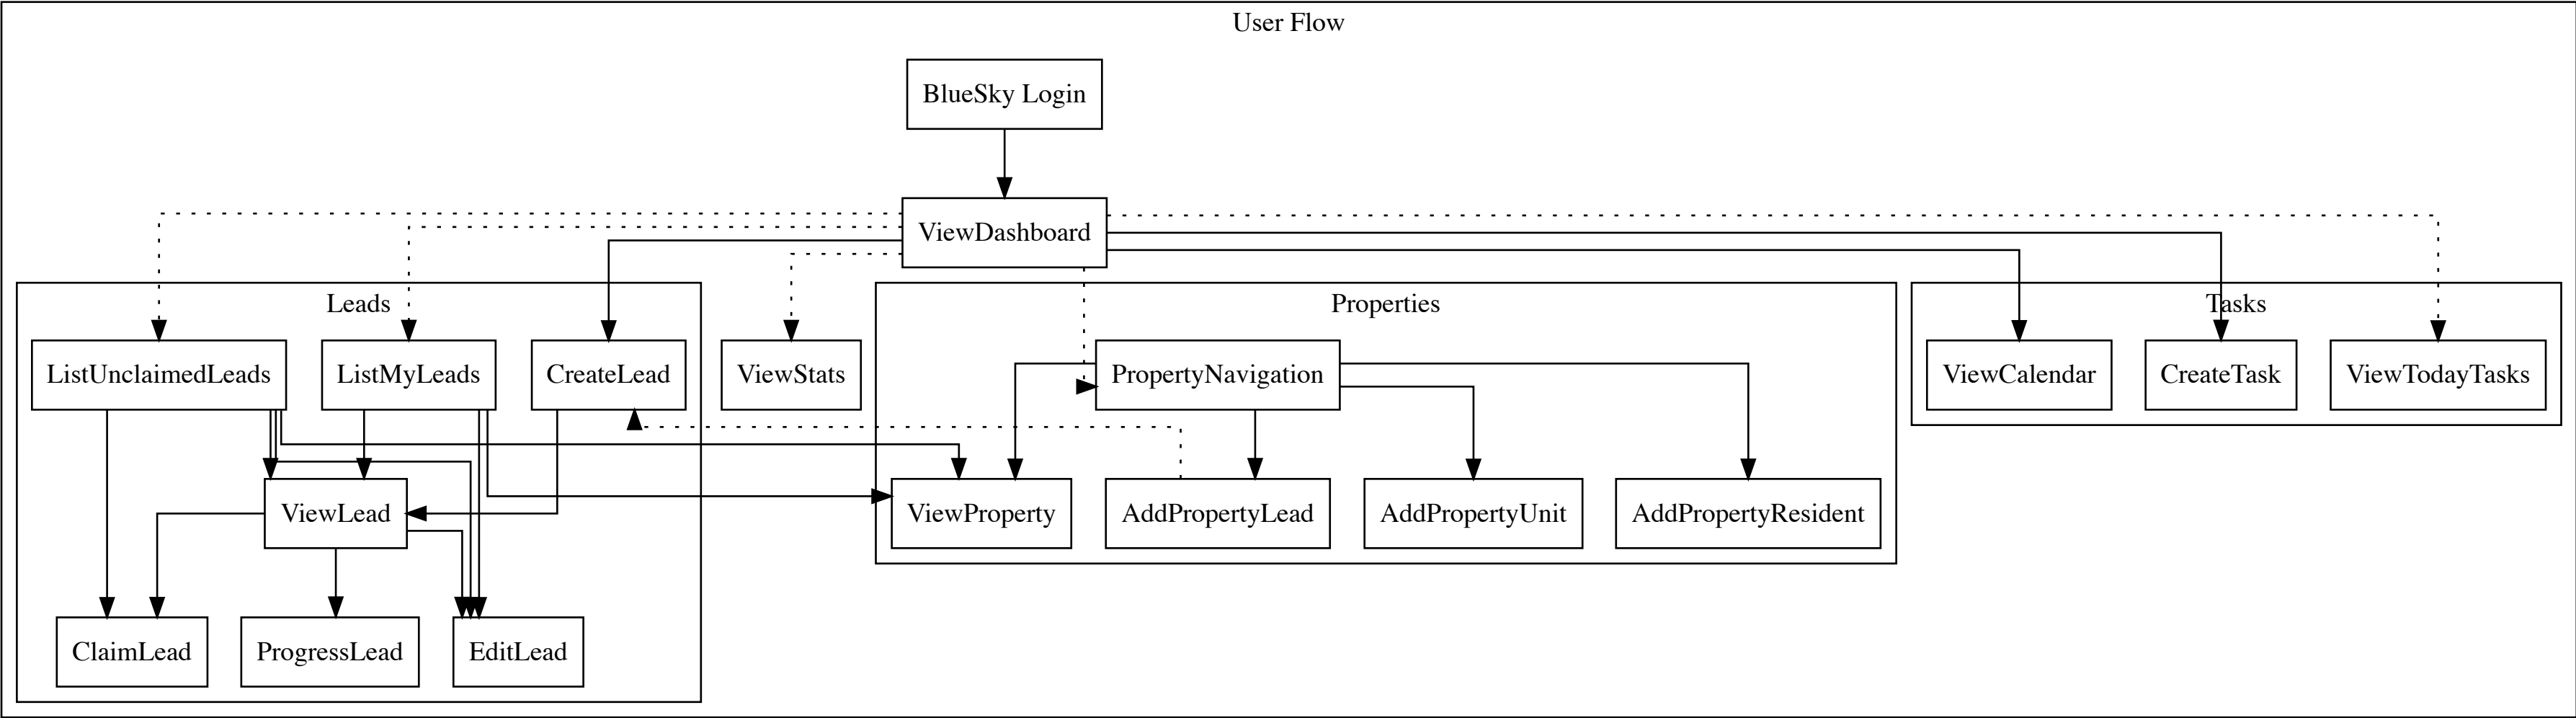 User Flow
BlueSky Login
ViewDashboard
Leads
Properties
Tasks
ListUnclaimedLeads
ListMyLeads
CreateLead
ViewStats
PropertyNavigation
ViewCalendar
CreateTask
ViewTodayTasks
ViewLead
ViewProperty
AddPropertyLead
AddPropertyUnit
AddPropertyResident
ClaimLead
ProgressLead
EditLead